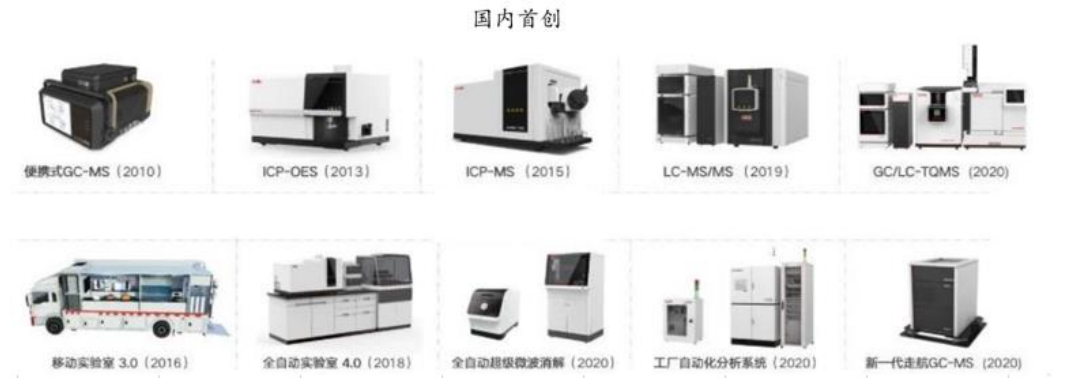 国内首创
便携式GC-MS（2010）
ICP-OES（2013）
ICP-MS （2015）
LC-MS/MS （2019）
GC/LC-TQMS （2020）
移动实验室 3.0（2016）
全自动实验室 4.0（2018）
全自动超级微波消解（2020）
工厂自动化分析系统（2020）
新一代走航GC-MS （2020）